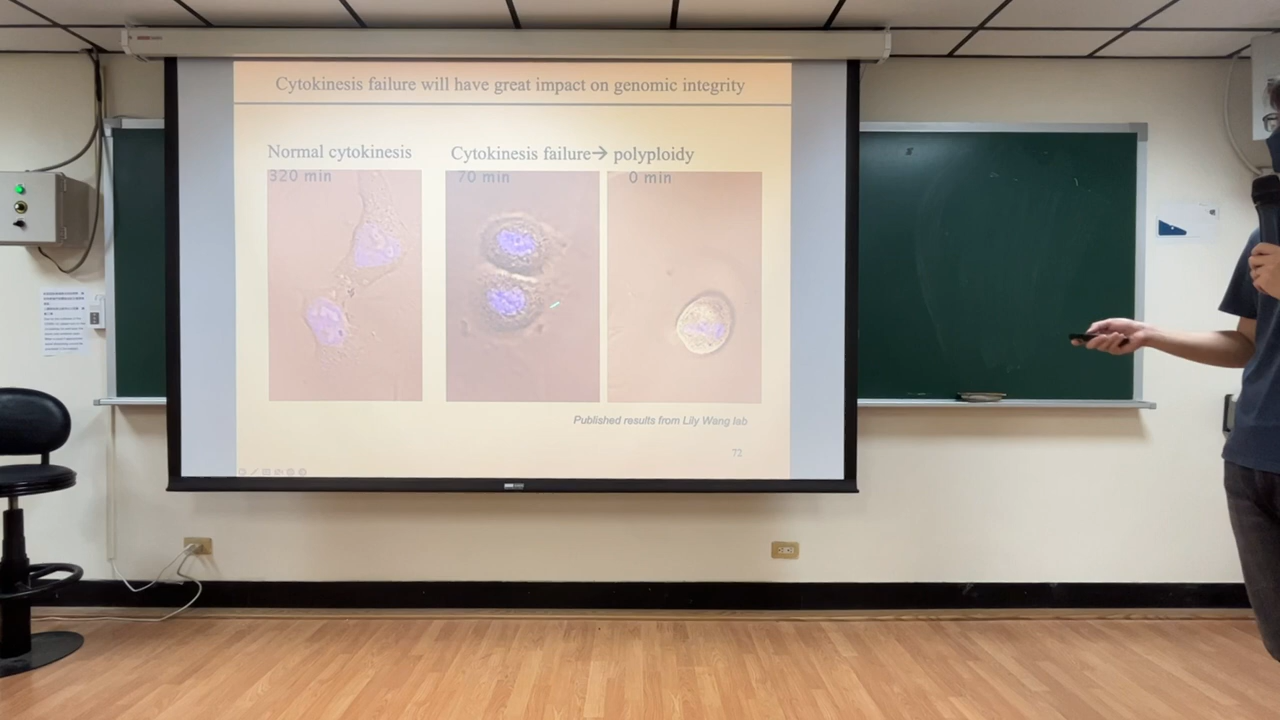 Cytokinesis failure will have great impact on genomic integrity
Normal cytokinesis
Cytokinesis failure→ polyploidy
320 min
70 min
0 min
Published results from Lily Wang lab
72